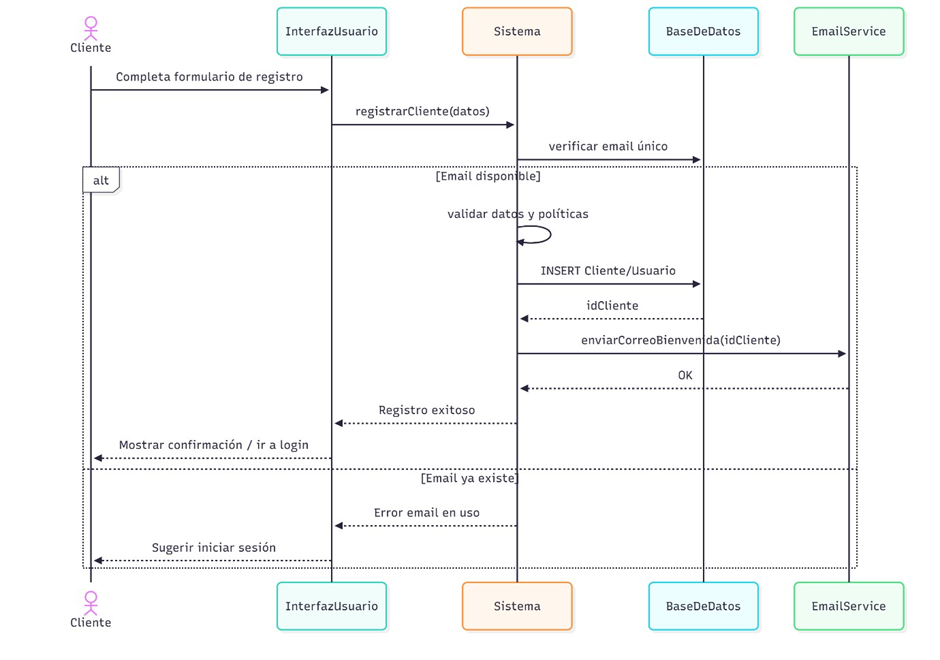 Cliente
InterfazUsuario
Sistema
BaseDeDatos
EmailService
Completa formulario de registro
registrarCliente(datos)
verificar email único
alt
[Email disponible]
validar datos y políticas
INSERT Cliente/Usuario
idCliente
enviarCorreoBienvenida(idCliente)
OK
Registro exitoso
Mostrar confirmación / ir a login
[Email ya existe]
Error email en uso
Sugerir iniciar sesión
Cliente
InterfazUsuario
Sistema
BaseDeDatos
EmailService